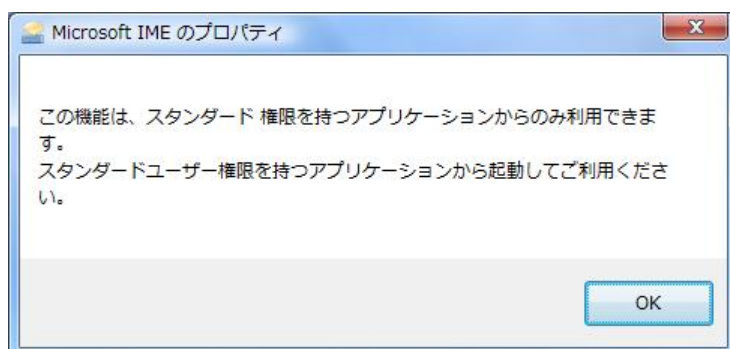 Microsoft IME のプロパティ
この機能は、スタンダード 権限を持つアプリケーションからのみ利用できま
す。
スタンダードユーザー権限を持つアプリケーションから起動してご利用くださ
い。
OK